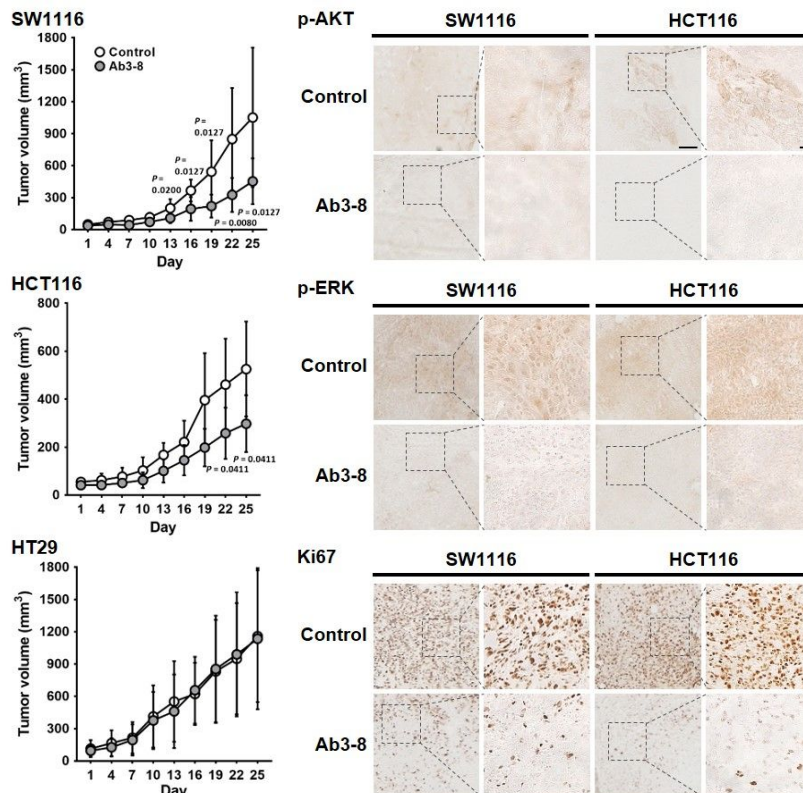 SW1116
Tumor volume (mm³)
1800
1500
1200
900
600
300
0
Control
Ab3-8
P =
0.0200
P =
0.0127
P =
0.0127
P = 0.0080
P = 0.0127
1 4 7 10 13 16 19 22 25
Day
HCT116
Tumor volume (mm³)
800
600
400
200
0
P = 0.0411
P = 0.0411
1 4 7 10 13 16 19 22 25
Day
HT29
Tumor volume (mm³)
1800
1500
1200
900
600
300
0
1 4 7 10 13 16 19 22 25
Day
p-AKT
SW1116 HCT116
Control
Ab3-8
p-ERK
SW1116 HCT116
Control
Ab3-8
Ki67
SW1116 HCT116
Control
Ab3-8